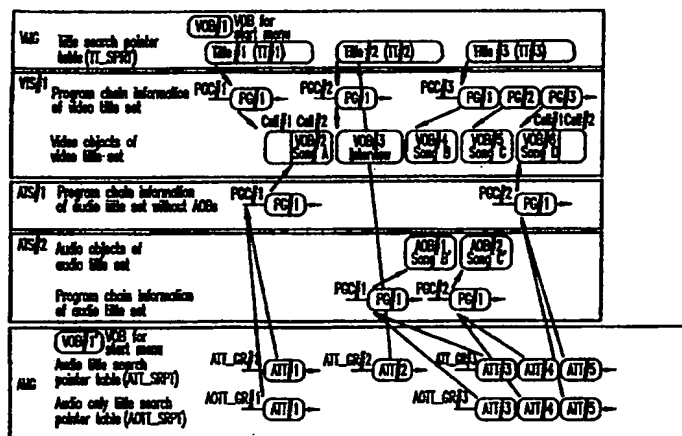 VOB#1 VOB for
start menu
VMG Title search pointer
table (TT_SPRT)
Title #1 (TT#1) Title #2 (TT#2) Title #3 (TT#3)
VTS#1 Program chain information
of video title set
PGC#1 PG#1 PGC#2 PG#1 PGC#3 PG#1 PG#2 PG#3
Cell#1 Cell#2 Cell#1 Cell#2
Video objects of
video title set
VOB#2 Song A VOB#3 Interview VOB#4 Song B VOB#5 Song C VOB#6 Song D
ATS#1 Program chain information
of audio title set without AOBs
PGC#1 PG#1 PGC#2 PG#1
ATS#2 Audio objects of
audio title set
AOB#1 Song B' AOB#2 Song C'
Program chain information
of audio title set
PGC#1 PG#1 PGC#2 PG#1
VOB#1' VOB for
start menu
AMG Audio title search
pointer table (ATT_SRPT)
ATT_GR#1 ATT#1 ATT_GR#2 ATT#2 ATT_GR#3 ATT#3 ATT#4 ATT#5
Audio only title search
pointer table (AOTT_SRPT)
AOTT_GR#1 ATT#1 AOTT_GR#3 ATT#3 ATT#4 ATT#5